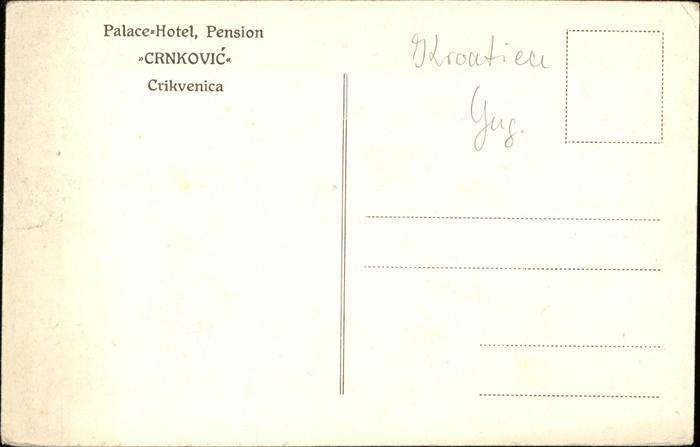 Palace-Hotel, Pension
»CRNKOVIĆ«
Crikvenica
Kroatien
Jug.